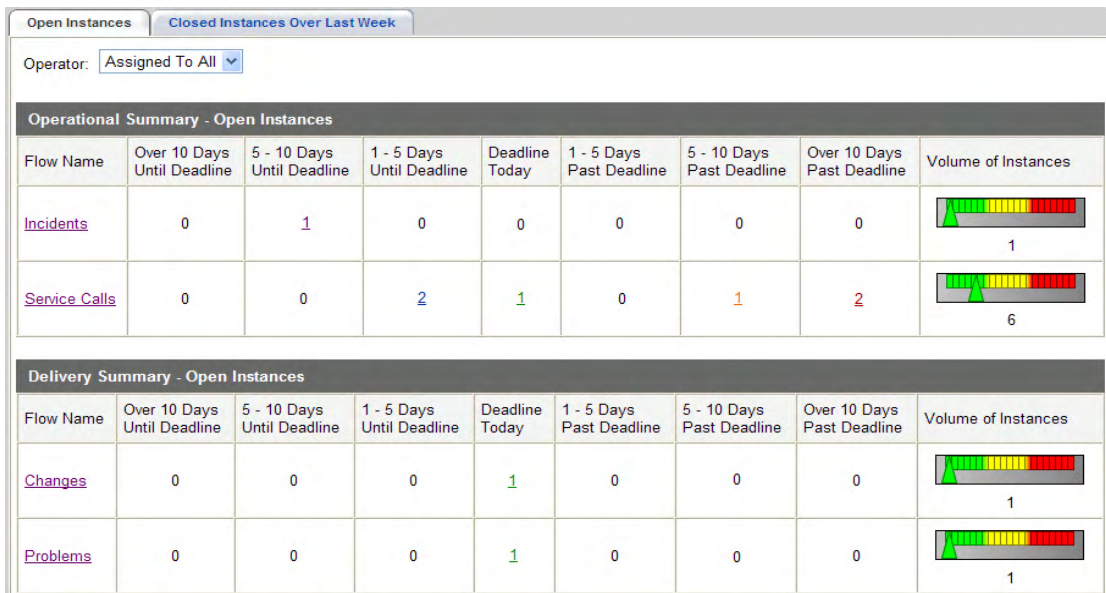 Open Instances Closed Instances Over Last Week
Operator: Assigned To All
Operational Summary - Open Instances
Flow Name Over 10 Days Until Deadline 5 - 10 Days Until Deadline 1 - 5 Days Until Deadline Deadline Today 1 - 5 Days Past Deadline 5 - 10 Days Past Deadline Over 10 Days Past Deadline Volume of Instances
Incidents 0 1 0 0 0 0 0 1
Service Calls 0 0 2 1 0 1 2 6
Delivery Summary - Open Instances
Flow Name Over 10 Days Until Deadline 5 - 10 Days Until Deadline 1 - 5 Days Until Deadline Deadline Today 1 - 5 Days Past Deadline 5 - 10 Days Past Deadline Over 10 Days Past Deadline Volume of Instances
Changes 0 0 0 1 0 0 0 1
Problems 0 0 0 1 0 0 0 1